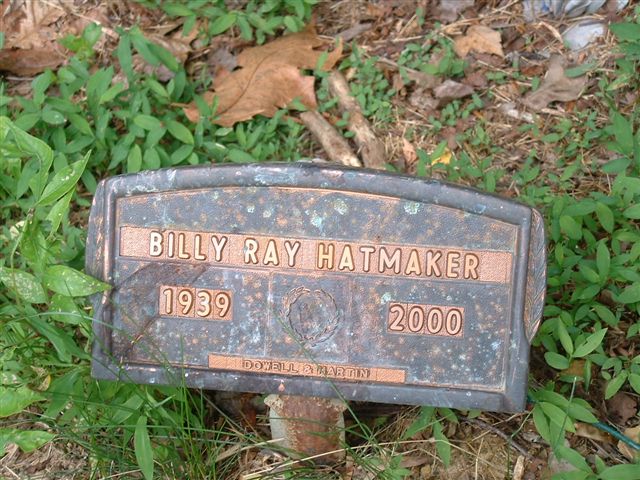 BILLY RAY HATMAKER
1939 2000
DOWELL & MARTIN